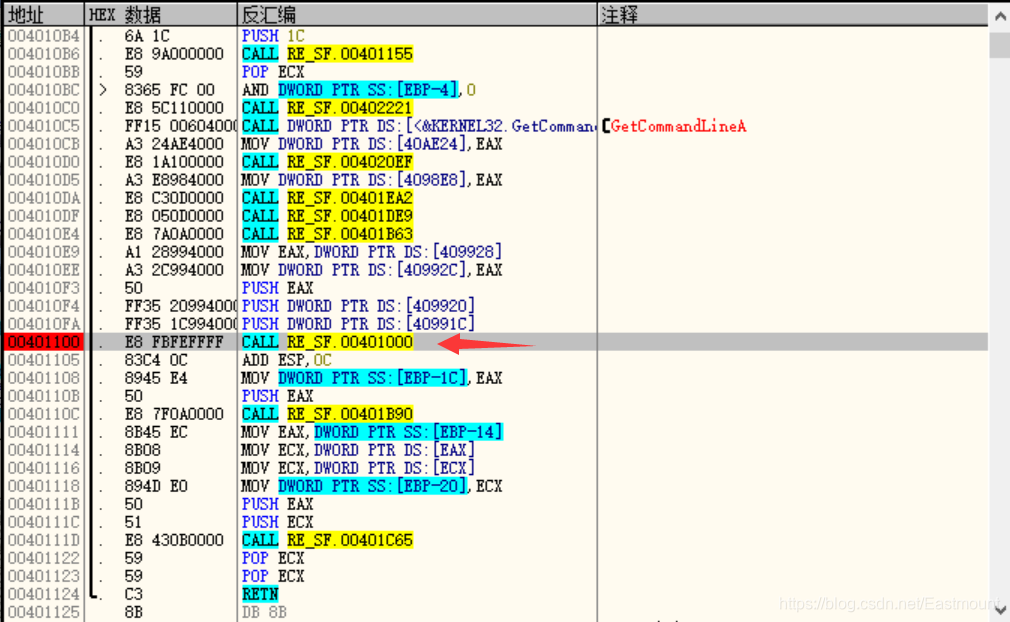 地址 HEX 数据 反汇编 注释
004010B4 . 6A 1C PUSH 1C
004010B6 . E8 9A000000 CALL RE_SF.00401155
004010BB . 59 POP ECX
004010BC > 8365 FC 00 AND DWORD PTR SS:[EBP-4],0
004010C0 . E8 5C110000 CALL RE_SF.00402221
004010C5 . FF15 00604000 CALL DWORD PTR DS:[<&KERNEL32.GetComman [GetCommandLineA
004010CB . A3 24AE4000 MOV DWORD PTR DS:[40AE24],EAX
004010D0 . E8 1A100000 CALL RE_SF.004020EF
004010D5 . A3 E8984000 MOV DWORD PTR DS:[4098E8],EAX
004010DA . E8 C30D0000 CALL RE_SF.00401EA2
004010DF . E8 050D0000 CALL RE_SF.00401DE9
004010E4 . E8 7A0A0000 CALL RE_SF.00401B63
004010E9 . A1 28994000 MOV EAX,DWORD PTR DS:[409928]
004010EE . A3 2C994000 MOV DWORD PTR DS:[40992C],EAX
004010F3 . 50 PUSH EAX
004010F4 . FF35 20994000 PUSH DWORD PTR DS:[409920]
004010FA . FF35 1C994000 PUSH DWORD PTR DS:[40991C]
00401100 . E8 FBFEFFFF CALL RE_SF.00401000
00401105 . 83C4 0C ADD ESP,0C
00401108 . 8945 E4 MOV DWORD PTR SS:[EBP-1C],EAX
0040110B . 50 PUSH EAX
0040110C . E8 7F0A0000 CALL RE_SF.00401B90
00401111 . 8B45 EC MOV EAX,DWORD PTR SS:[EBP-14]
00401114 . 8B08 MOV ECX,DWORD PTR DS:[EAX]
00401116 . 8B09 MOV ECX,DWORD PTR DS:[ECX]
00401118 . 894D E0 MOV DWORD PTR SS:[EBP-20],ECX
0040111B . 50 PUSH EAX
0040111C . 51 PUSH ECX
0040111D . E8 430B0000 CALL RE_SF.00401C65
00401122 . 59 POP ECX
00401123 . 59 POP ECX
00401124 . C3 RETN
00401125 8B DB 8B
https://blog.csdn.net/Eastmount